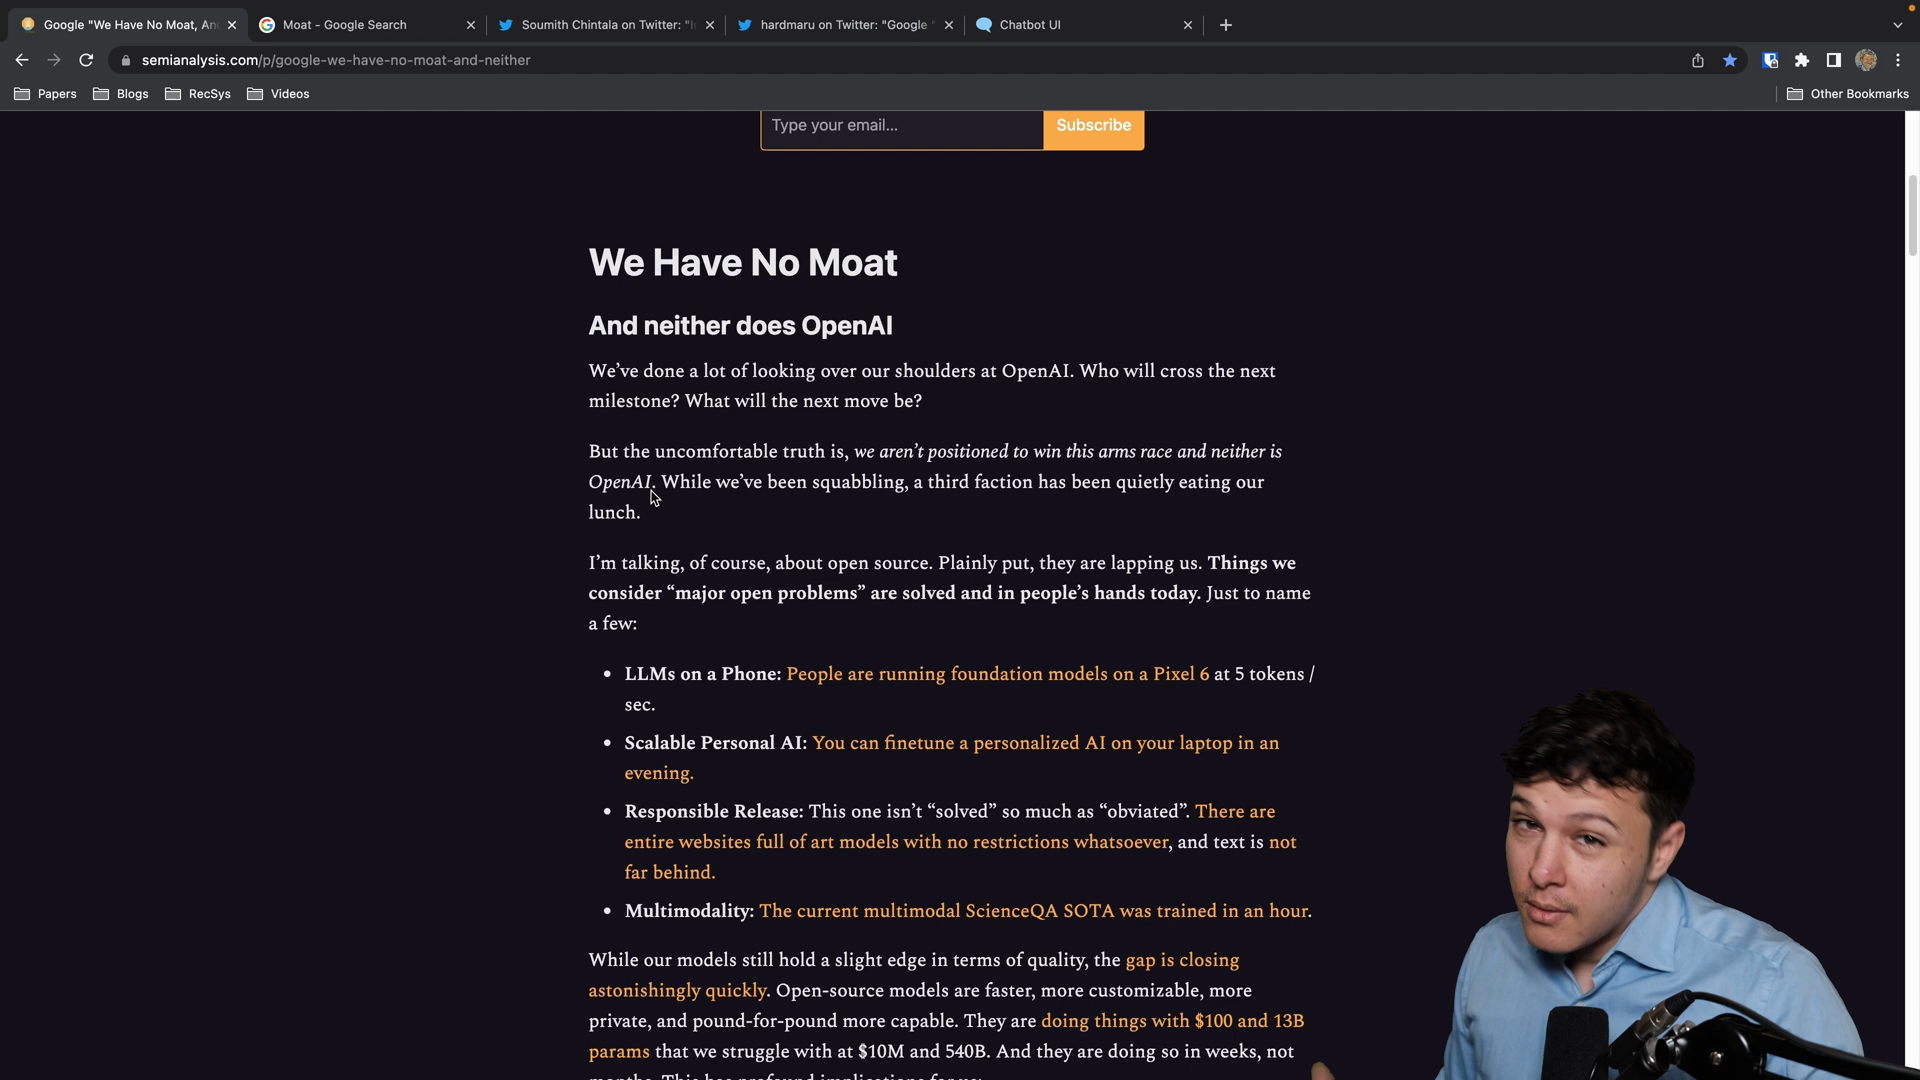 Google "We Have No Moat, An
Moat - Google Search
Soumith Chintala on Twitter: "I
hardmaru on Twitter: "Google "
Chatbot UI
semianalysis.com/p/google-we-have-no-moat-and-neither
Papers
Blogs
RecSys
Videos
Other Bookmarks
Type your email...
Subscribe
We Have No Moat
And neither does OpenAI
We’ve done a lot of looking over our shoulders at OpenAI. Who will cross the next
milestone? What will the next move be?
But the uncomfortable truth is, we aren’t positioned to win this arms race and neither is
OpenAI. While we’ve been squabbling, a third faction has been quietly eating our
lunch.
I’m talking, of course, about open source. Plainly put, they are lapping us. Things we
consider “major open problems” are solved and in people’s hands today. Just to name
a few:
• LLMs on a Phone: People are running foundation models on a Pixel 6 at 5 tokens /
sec.
• Scalable Personal AI: You can finetune a personalized AI on your laptop in an
evening.
• Responsible Release: This one isn’t “solved” so much as “obviated”. There are
entire websites full of art models with no restrictions whatsoever, and text is not
far behind.
• Multimodality: The current multimodal ScienceQA SOTA was trained in an hour.
While our models still hold a slight edge in terms of quality, the gap is closing
astonishingly quickly. Open-source models are faster, more customizable, more
private, and pound-for-pound more capable. They are doing things with $100 and 13B
params that we struggle with at $10M and 540B. And they are doing so in weeks, not
months. This has profound implications for us: